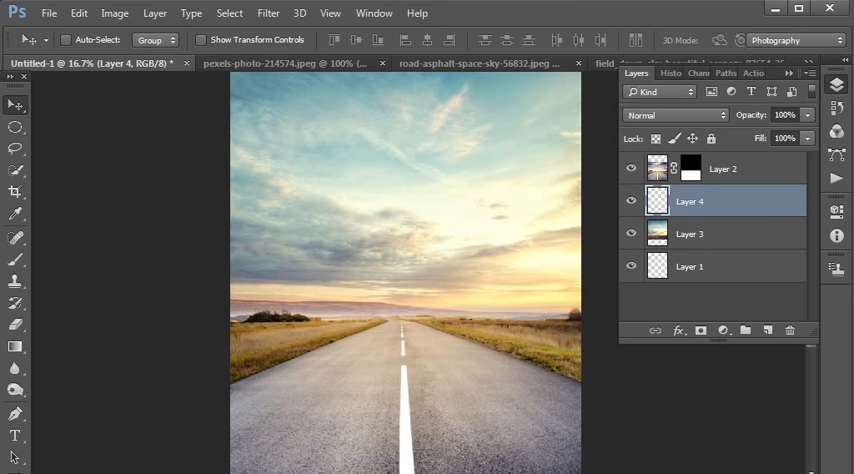 Ps File Edit Image Layer Type Select Filter 3D View Window Help
Auto-Select: Group Show Transform Controls 3D Mode: Photography
Untitled-1 @ 16.7% (Layer 4, RGB/8) * × pexels-photo-214574.jpeg @ 100% (... × road-asphalt-space-sky-56832.jpeg ... ×
Layers Histo Chan Paths Actio
Kind
Normal Opacity: 100%
Lock: Fill: 100%
Layer 2
Layer 4
Layer 3
Layer 1
fx